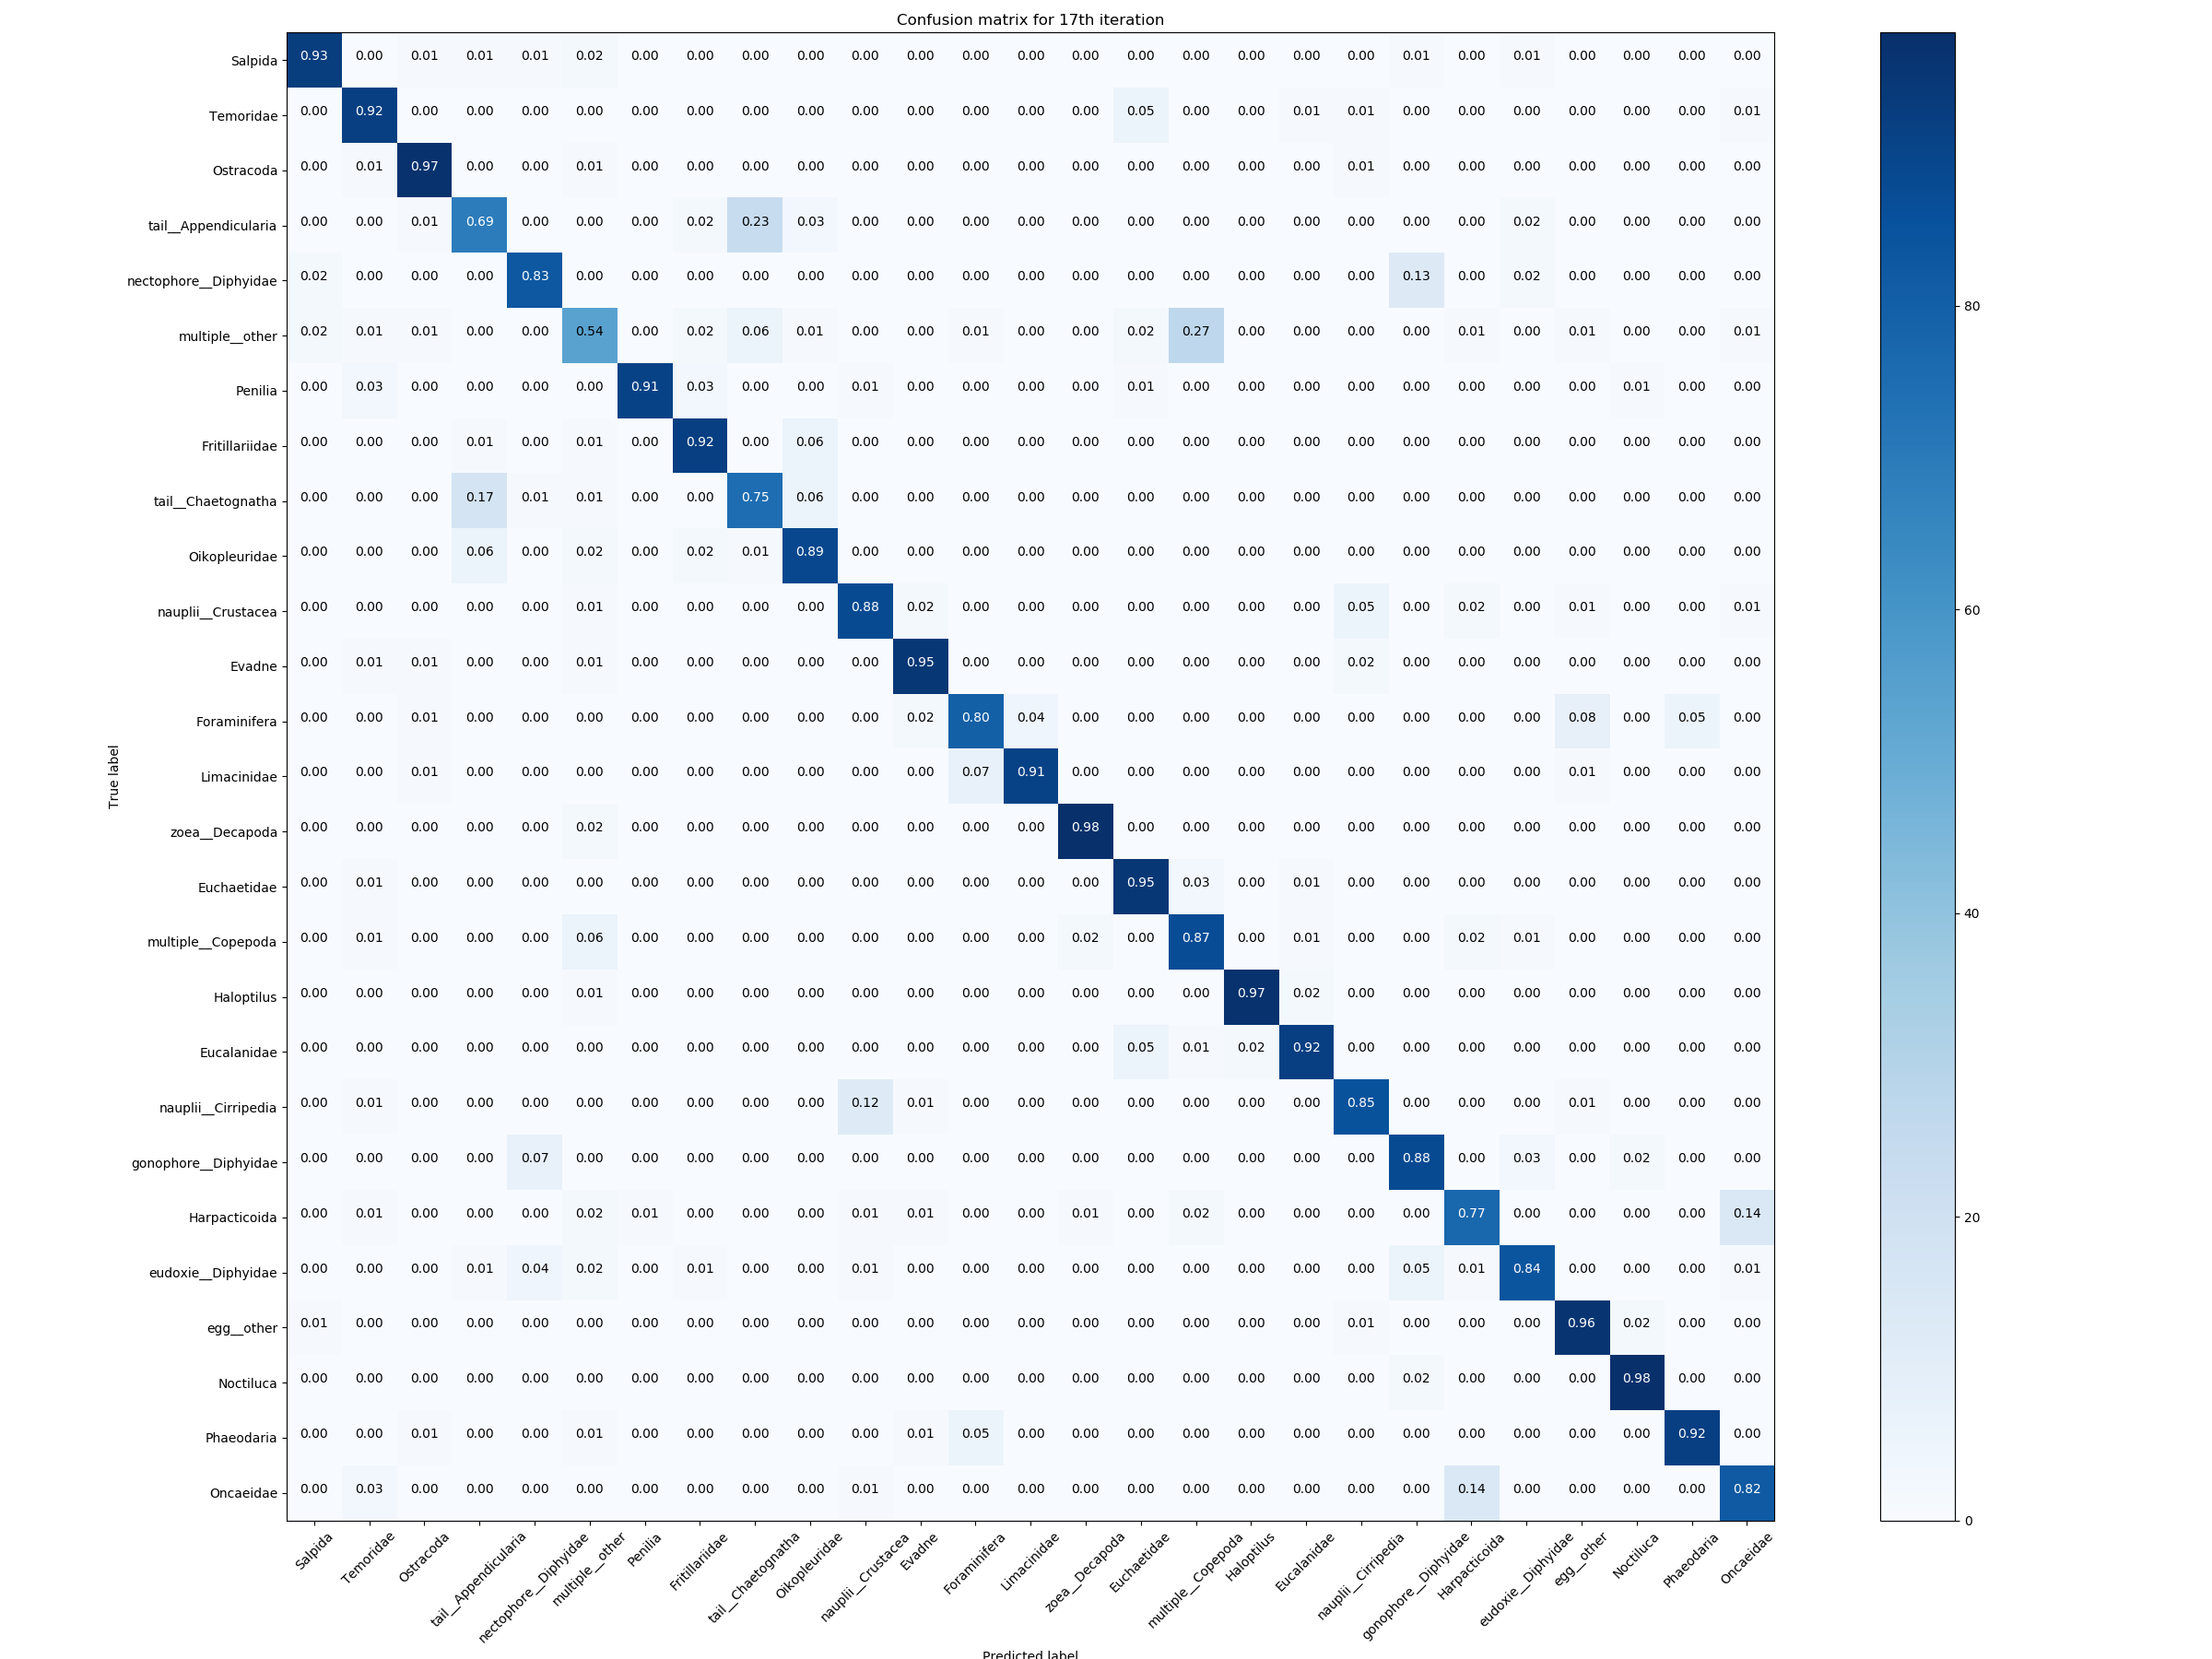 Confusion matrix for 17th iteration
Salpida 0.93 0.00 0.01 0.01 0.01 0.02 0.00 0.00 0.00 0.00 0.00 0.00 0.00 0.00 0.00 0.00 0.00 0.00 0.00 0.00 0.01 0.00 0.01 0.00 0.00 0.00 0.00
Temoridae 0.00 0.92 0.00 0.00 0.00 0.00 0.00 0.00 0.00 0.00 0.00 0.00 0.00 0.00 0.00 0.05 0.00 0.00 0.01 0.01 0.00 0.00 0.00 0.00 0.00 0.00 0.01
Ostracoda 0.00 0.01 0.97 0.00 0.00 0.01 0.00 0.00 0.00 0.00 0.00 0.00 0.00 0.00 0.00 0.00 0.00 0.00 0.00 0.01 0.00 0.00 0.00 0.00 0.00 0.00 0.00
tail__Appendicularia 0.00 0.00 0.01 0.69 0.00 0.00 0.00 0.02 0.23 0.03 0.00 0.00 0.00 0.00 0.00 0.00 0.00 0.00 0.00 0.00 0.00 0.00 0.02 0.00 0.00 0.00 0.00
nectophore__Diphyidae 0.02 0.00 0.00 0.00 0.83 0.00 0.00 0.00 0.00 0.00 0.00 0.00 0.00 0.00 0.00 0.00 0.00 0.00 0.00 0.00 0.13 0.00 0.02 0.00 0.00 0.00 0.00
multiple__other 0.02 0.01 0.01 0.00 0.00 0.54 0.00 0.02 0.06 0.01 0.00 0.00 0.01 0.00 0.00 0.02 0.27 0.00 0.00 0.00 0.00 0.01 0.00 0.01 0.00 0.00 0.01
Penilia 0.00 0.03 0.00 0.00 0.00 0.00 0.91 0.03 0.00 0.00 0.01 0.00 0.00 0.00 0.00 0.01 0.00 0.00 0.00 0.00 0.00 0.00 0.00 0.00 0.01 0.00 0.00
Fritillariidae 0.00 0.00 0.00 0.01 0.00 0.01 0.00 0.92 0.00 0.06 0.00 0.00 0.00 0.00 0.00 0.00 0.00 0.00 0.00 0.00 0.00 0.00 0.00 0.00 0.00 0.00 0.00
tail__Chaetognatha 0.00 0.00 0.00 0.17 0.01 0.01 0.00 0.00 0.75 0.06 0.00 0.00 0.00 0.00 0.00 0.00 0.00 0.00 0.00 0.00 0.00 0.00 0.00 0.00 0.00 0.00 0.00
Oikopleuridae 0.00 0.00 0.00 0.06 0.00 0.02 0.00 0.02 0.01 0.89 0.00 0.00 0.00 0.00 0.00 0.00 0.00 0.00 0.00 0.00 0.00 0.00 0.00 0.00 0.00 0.00 0.00
nauplii__Crustacea 0.00 0.00 0.00 0.00 0.00 0.01 0.00 0.00 0.00 0.00 0.88 0.02 0.00 0.00 0.00 0.00 0.00 0.00 0.00 0.05 0.00 0.02 0.00 0.01 0.00 0.00 0.01
Evadne 0.00 0.01 0.01 0.00 0.00 0.01 0.00 0.00 0.00 0.00 0.00 0.95 0.00 0.00 0.00 0.00 0.00 0.00 0.00 0.02 0.00 0.00 0.00 0.00 0.00 0.00 0.00
Foraminifera 0.00 0.00 0.01 0.00 0.00 0.00 0.00 0.00 0.00 0.00 0.00 0.02 0.80 0.04 0.00 0.00 0.00 0.00 0.00 0.00 0.00 0.00 0.00 0.08 0.00 0.05 0.00
Limacinidae 0.00 0.00 0.01 0.00 0.00 0.00 0.00 0.00 0.00 0.00 0.00 0.00 0.07 0.91 0.00 0.00 0.00 0.00 0.00 0.00 0.00 0.00 0.00 0.01 0.00 0.00 0.00
zoea__Decapoda 0.00 0.00 0.00 0.00 0.00 0.02 0.00 0.00 0.00 0.00 0.00 0.00 0.00 0.00 0.98 0.00 0.00 0.00 0.00 0.00 0.00 0.00 0.00 0.00 0.00 0.00 0.00
Euchaetidae 0.00 0.01 0.00 0.00 0.00 0.00 0.00 0.00 0.00 0.00 0.00 0.00 0.00 0.00 0.00 0.95 0.03 0.00 0.01 0.00 0.00 0.00 0.00 0.00 0.00 0.00 0.00
multiple__Copepoda 0.00 0.01 0.00 0.00 0.00 0.06 0.00 0.00 0.00 0.00 0.00 0.00 0.00 0.00 0.02 0.00 0.87 0.00 0.01 0.00 0.00 0.02 0.01 0.00 0.00 0.00 0.00
Haloptilus 0.00 0.00 0.00 0.00 0.00 0.01 0.00 0.00 0.00 0.00 0.00 0.00 0.00 0.00 0.00 0.00 0.00 0.97 0.02 0.00 0.00 0.00 0.00 0.00 0.00 0.00 0.00
Eucalanidae 0.00 0.00 0.00 0.00 0.00 0.00 0.00 0.00 0.00 0.00 0.00 0.00 0.00 0.00 0.00 0.05 0.01 0.02 0.92 0.00 0.00 0.00 0.00 0.00 0.00 0.00 0.00
nauplii__Cirripedia 0.00 0.01 0.00 0.00 0.00 0.00 0.00 0.00 0.00 0.00 0.12 0.01 0.00 0.00 0.00 0.00 0.00 0.00 0.00 0.85 0.00 0.00 0.00 0.01 0.00 0.00 0.00
gonophore__Diphyidae 0.00 0.00 0.00 0.00 0.07 0.00 0.00 0.00 0.00 0.00 0.00 0.00 0.00 0.00 0.00 0.00 0.00 0.00 0.00 0.00 0.88 0.00 0.03 0.00 0.02 0.00 0.00
Harpacticoida 0.00 0.01 0.00 0.00 0.00 0.02 0.01 0.00 0.00 0.00 0.01 0.01 0.00 0.00 0.01 0.00 0.02 0.00 0.00 0.00 0.00 0.77 0.00 0.00 0.00 0.00 0.14
eudoxie__Diphyidae 0.00 0.00 0.00 0.01 0.04 0.02 0.00 0.01 0.00 0.00 0.01 0.00 0.00 0.00 0.00 0.00 0.00 0.00 0.00 0.00 0.05 0.01 0.84 0.00 0.00 0.00 0.01
egg__other 0.01 0.00 0.00 0.00 0.00 0.00 0.00 0.00 0.00 0.00 0.00 0.00 0.00 0.00 0.00 0.00 0.00 0.00 0.00 0.01 0.00 0.00 0.00 0.96 0.02 0.00 0.00
Noctiluca 0.00 0.00 0.00 0.00 0.00 0.00 0.00 0.00 0.00 0.00 0.00 0.00 0.00 0.00 0.00 0.00 0.00 0.00 0.00 0.00 0.02 0.00 0.00 0.00 0.98 0.00 0.00
Phaeodaria 0.00 0.00 0.01 0.00 0.00 0.01 0.00 0.00 0.00 0.00 0.00 0.01 0.05 0.00 0.00 0.00 0.00 0.00 0.00 0.00 0.00 0.00 0.00 0.00 0.00 0.92 0.00
Oncaeidae 0.00 0.03 0.00 0.00 0.00 0.00 0.00 0.00 0.00 0.00 0.01 0.00 0.00 0.00 0.00 0.00 0.00 0.00 0.00 0.00 0.00 0.14 0.00 0.00 0.00 0.00 0.82
True label
Salpida Temoridae Ostracoda tail__Appendicularia nectophore__Diphyidae multiple__other Penilia Fritillariidae tail__Chaetognatha Oikopleuridae nauplii__Crustacea Evadne Foraminifera Limacinidae zoea__Decapoda Euchaetidae multiple__Copepoda Haloptilus Eucalanidae nauplii__Cirripedia gonophore__Diphyidae Harpacticoida eudoxie__Diphyidae egg__other Noctiluca Phaeodaria Oncaeidae
Predicted label
80
60
40
20
0